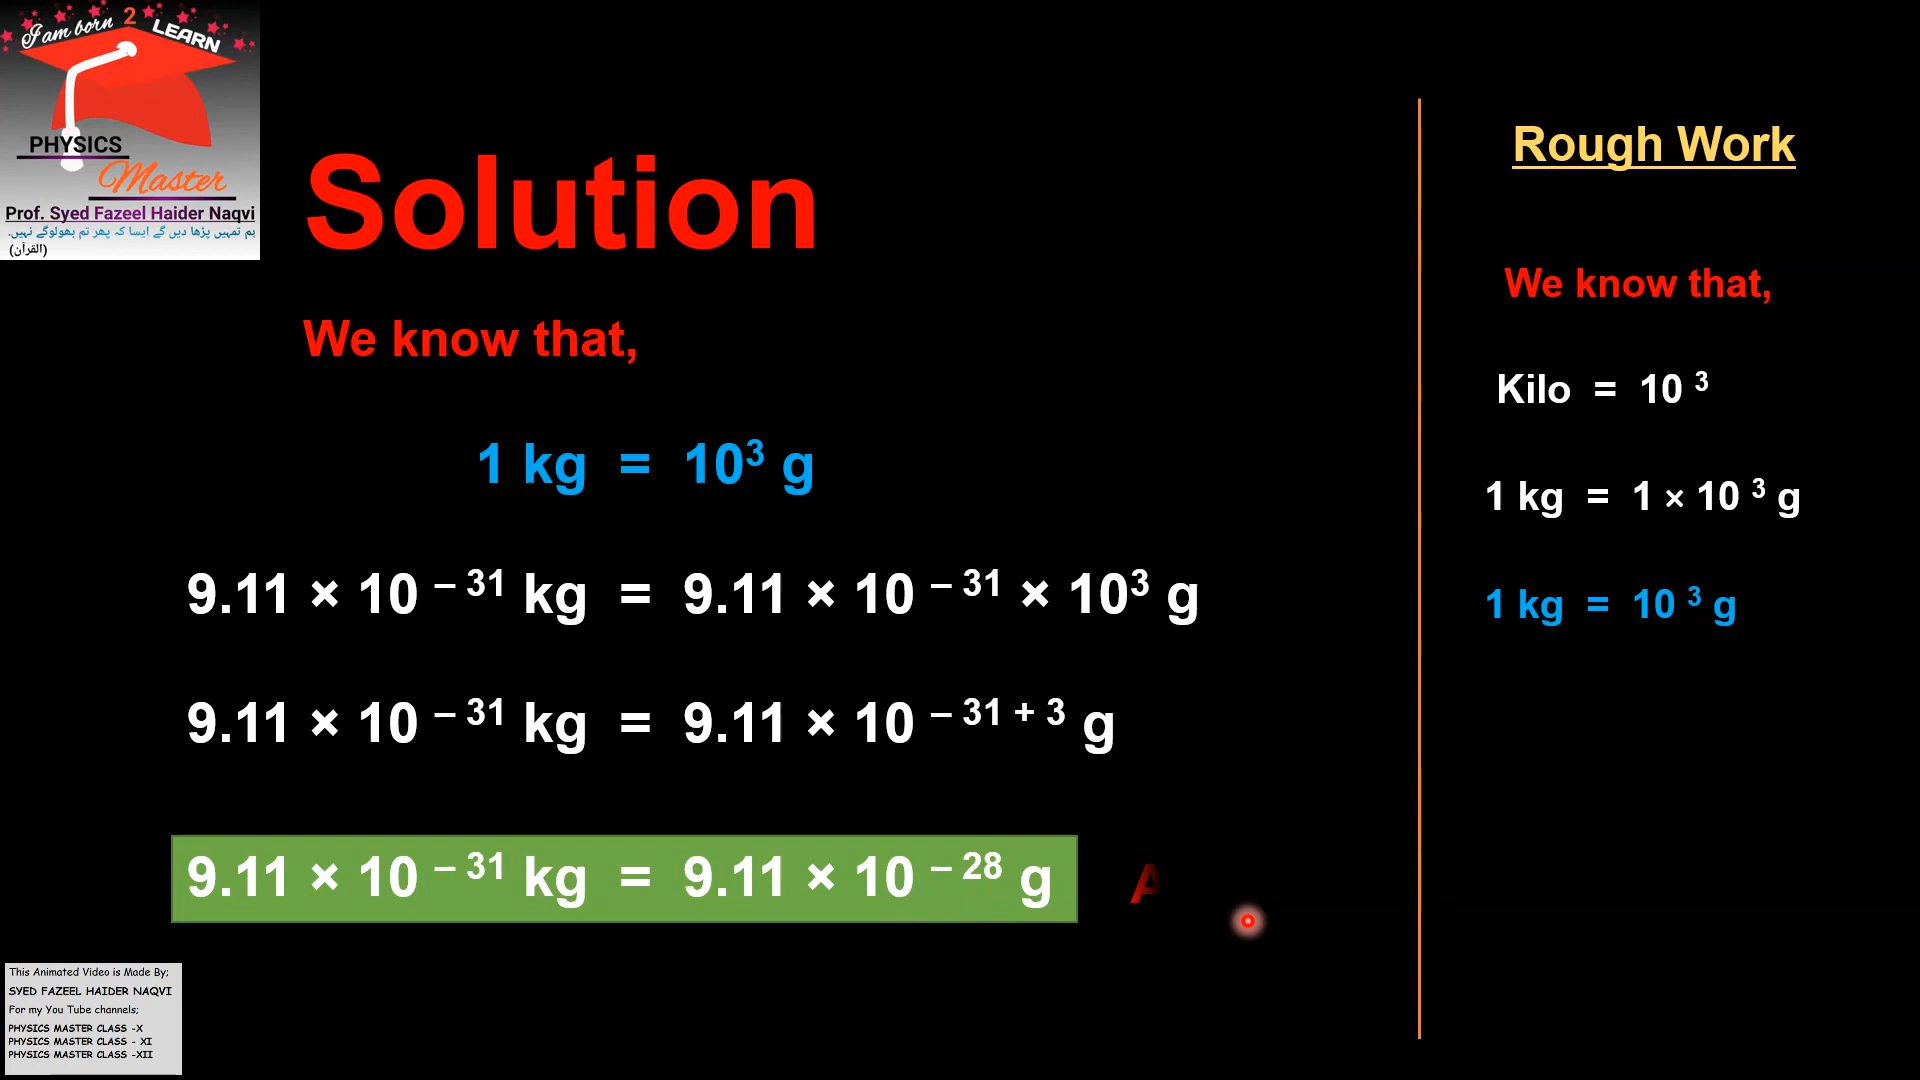 I am born 2 LEARN
PHYSICS
Master
Prof. Syed Fazeel Haider Naqvi
ہم تمہیں پڑھا دیں گے ایسا کہ پھر تم بھولوگے نہیں۔
(القرآن)
Solution
We know that,
1 kg = 10³ g
9.11 × 10 ⁻ ³¹ kg = 9.11 × 10 ⁻ ³¹ × 10³ g
9.11 × 10 ⁻ ³¹ kg = 9.11 × 10 ⁻ ³¹ ⁺ ³ g
9.11 × 10 ⁻ ³¹ kg = 9.11 × 10 ⁻ ²⁸ g
A
Rough Work
We know that,
Kilo = 10 ³
1 kg = 1 × 10 ³ g
1 kg = 10 ³ g
This Animated Video is Made By;
SYED FAZEEL HAIDER NAQVI
For my You Tube channels;
PHYSICS MASTER CLASS -X
PHYSICS MASTER CLASS - XI
PHYSICS MASTER CLASS -XII